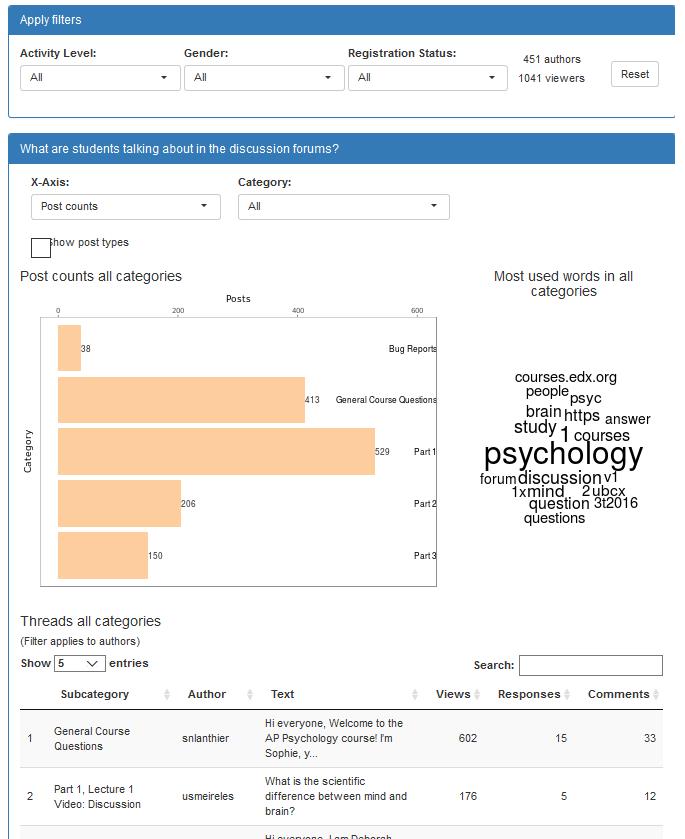 Apply filters
Activity Level: Gender: Registration Status:
All All All
451 authors
1041 viewers
Reset
What are students talking about in the discussion forums?
X-Axis: Category:
Post counts All
how post types
Post counts all categories
Posts
0 200 400 600
Category
38 Bug Reports
413 General Course Questions
529 Part 1
206 Part 2
150 Part 3
Most used words in all
categories
courses.edx.org
people psyc
brain https answer
study 1 courses
psychology
forum discussion v1
1x mind 2 ubcx
question 3t2016
questions
Threads all categories
(Filter applies to authors)
Show 5 entries Search:
Subcategory Author Text Views Responses Comments
1 General Course Questions snlanthier Hi everyone, Welcome to the AP Psychology course! I'm Sophie, y... 602 15 33
2 Part 1, Lecture 1 Video: Discussion usmeireles What is the scientific difference between mind and brain? 176 5 12
Hi everyone, I am Deborah